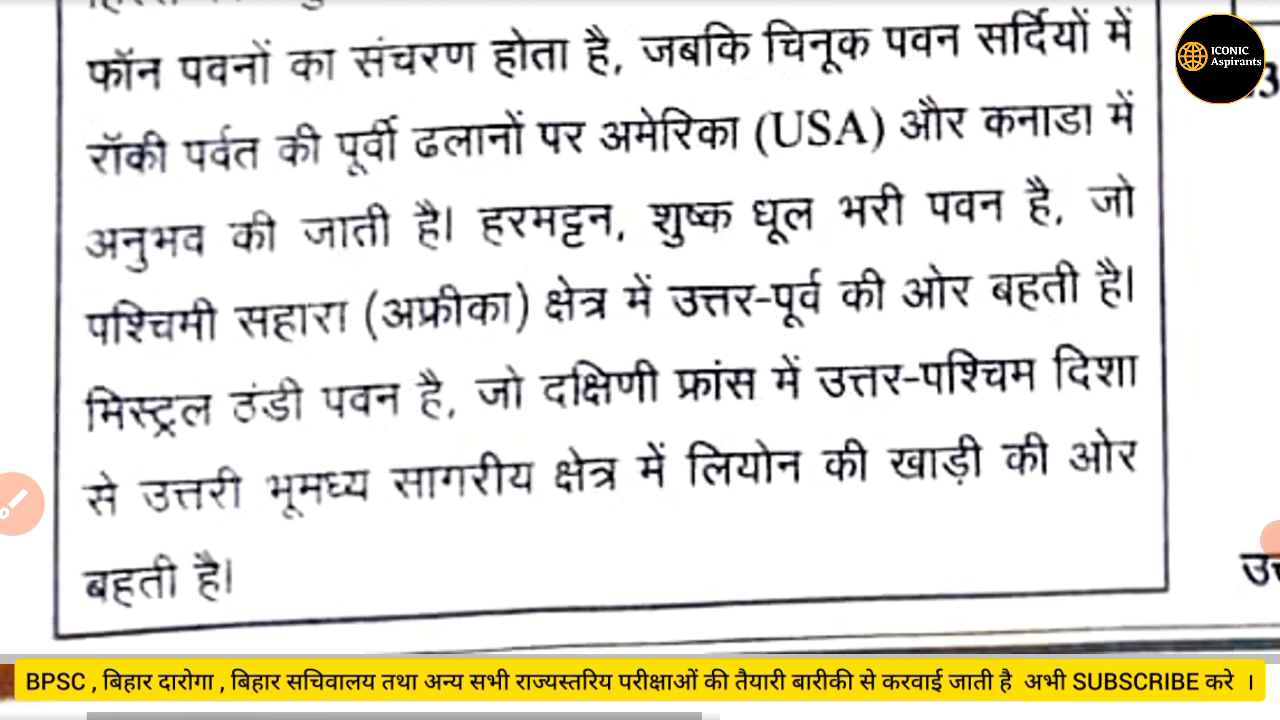 फॉन पवनों का संचरण होता है, जबकि चिनूक पवन सर्दियों में
रॉकी पर्वत की पूर्वी ढलानों पर अमेरिका (USA) और कनाडा में
अनुभव की जाती है। हरमट्टन, शुष्क धूल भरी पवन है, जो
पश्चिमी सहारा (अफ्रीका) क्षेत्र में उत्तर-पूर्व की ओर बहती है।
मिस्ट्रल ठंडी पवन है, जो दक्षिणी फ्रांस में उत्तर-पश्चिम दिशा
से उत्तरी भूमध्य सागरीय क्षेत्र में लियोन की खाड़ी की ओर
बहती है।
ICONIC
Aspirants
BPSC , बिहार दारोगा , बिहार सचिवालय तथा अन्य सभी राज्यस्तरिय परीक्षाओं की तैयारी बारीकी से करवाई जाती है अभी SUBSCRIBE करे ।